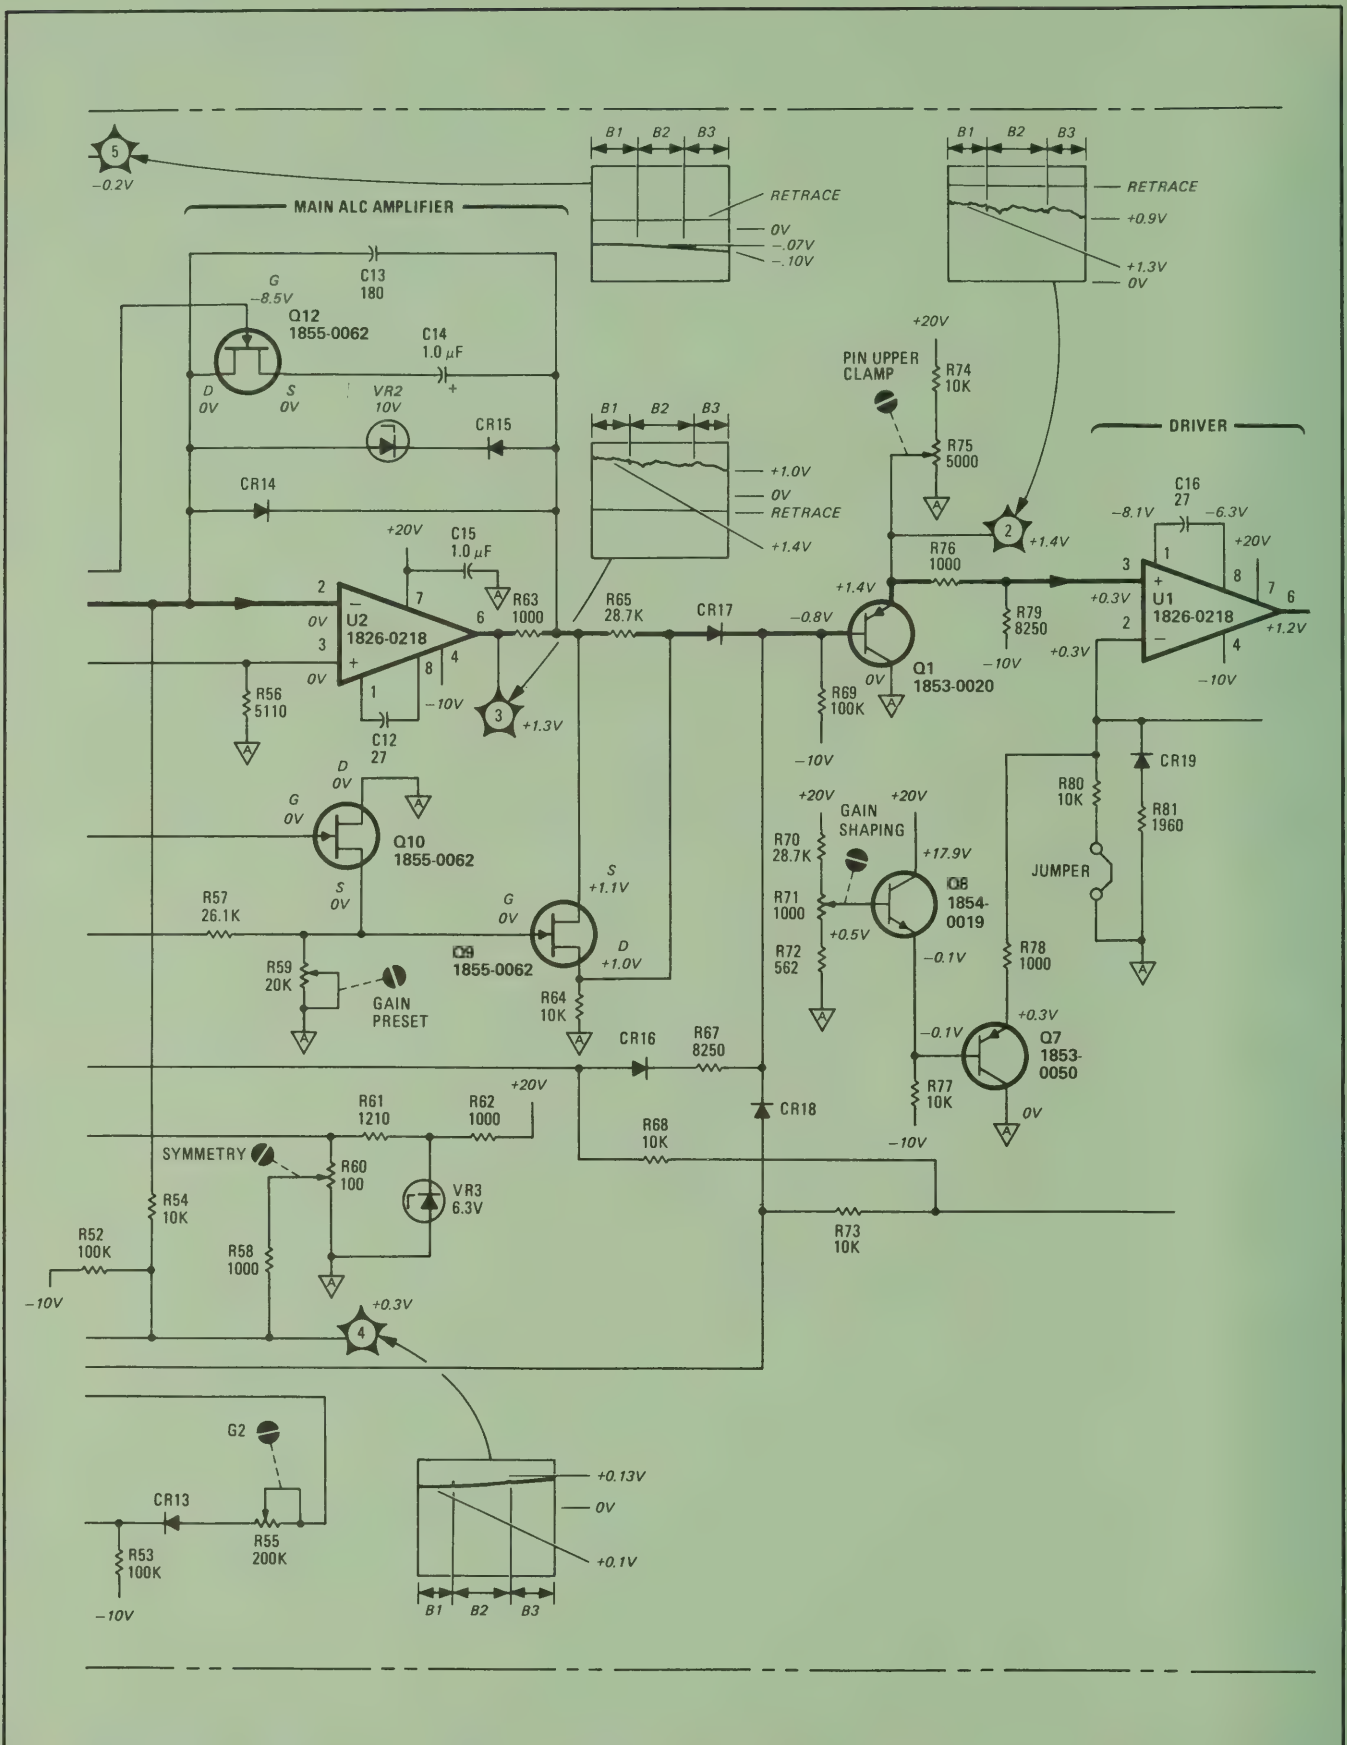 5
−0.2V
B1 B2 B3
RETRACE
0V
−.07V
−.10V
B1 B2 B3
RETRACE
+0.9V
+1.3V
0V
MAIN ALC AMPLIFIER
C13
180
G
−8.5V
Q12
1855-0062
C14
1.0 µF
+
D
0V
S
0V
VR2
10V
CR15
CR14
B1 B2 B3
+1.0V
0V
RETRACE
+1.4V
+20V
PIN UPPER
CLAMP
R74
10K
R75
5000
A
2
+1.4V
DRIVER
C16
27
−8.1V
−6.3V
+20V
1
8
7
3
+
+0.3V
U1
1826-0218
6
+1.2V
2
−
+0.3V
4
−10V
+20V
C15
1.0 µF
A
7
2
−
0V
U2
1826-0218
3
+
0V
6
4
8
−10V
1
C12
27
R56
5110
A
R63
1000
3
+1.3V
R65
28.7K
CR17
−0.8V
+1.4V
R76
1000
R79
8250
−10V
Q1
1853-0020
0V
A
R69
100K
−10V
D
0V
A
G
0V
Q10
1855-0062
S
0V
R57
26.1K
R59
20K
GAIN
PRESET
A
G
0V
S
+1.1V
D
+1.0V
Q9
1855-0062
R64
10K
A
+20V
R70
28.7K
GAIN
SHAPING
+20V
+17.9V
R71
1000
+0.5V
Q8
1854-
0019
−0.1V
R72
562
A
R80
10K
CR19
R81
1960
JUMPER
A
R78
1000
+0.3V
−0.1V
Q7
1853-
0050
0V
A
R77
10K
−10V
CR16
R67
8250
+20V
R61
1210
R62
1000
CR18
R68
10K
SYMMETRY
R60
100
VR3
6.3V
R54
10K
R73
10K
R52
100K
−10V
R58
1000
A
+0.3V
4
G2
+0.13V
0V
+0.1V
B1 B2 B3
CR13
R55
200K
R53
100K
−10V